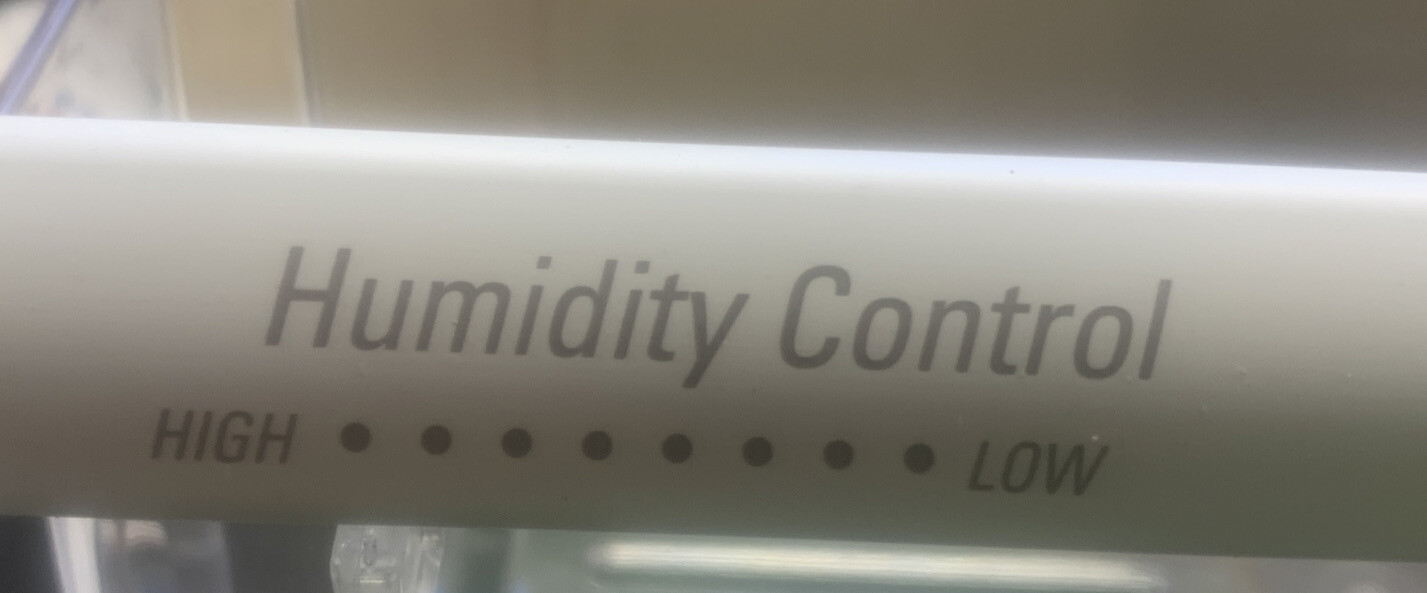 Humidity Control
HIGH ● ● ● ● ● ● ● ● LOW